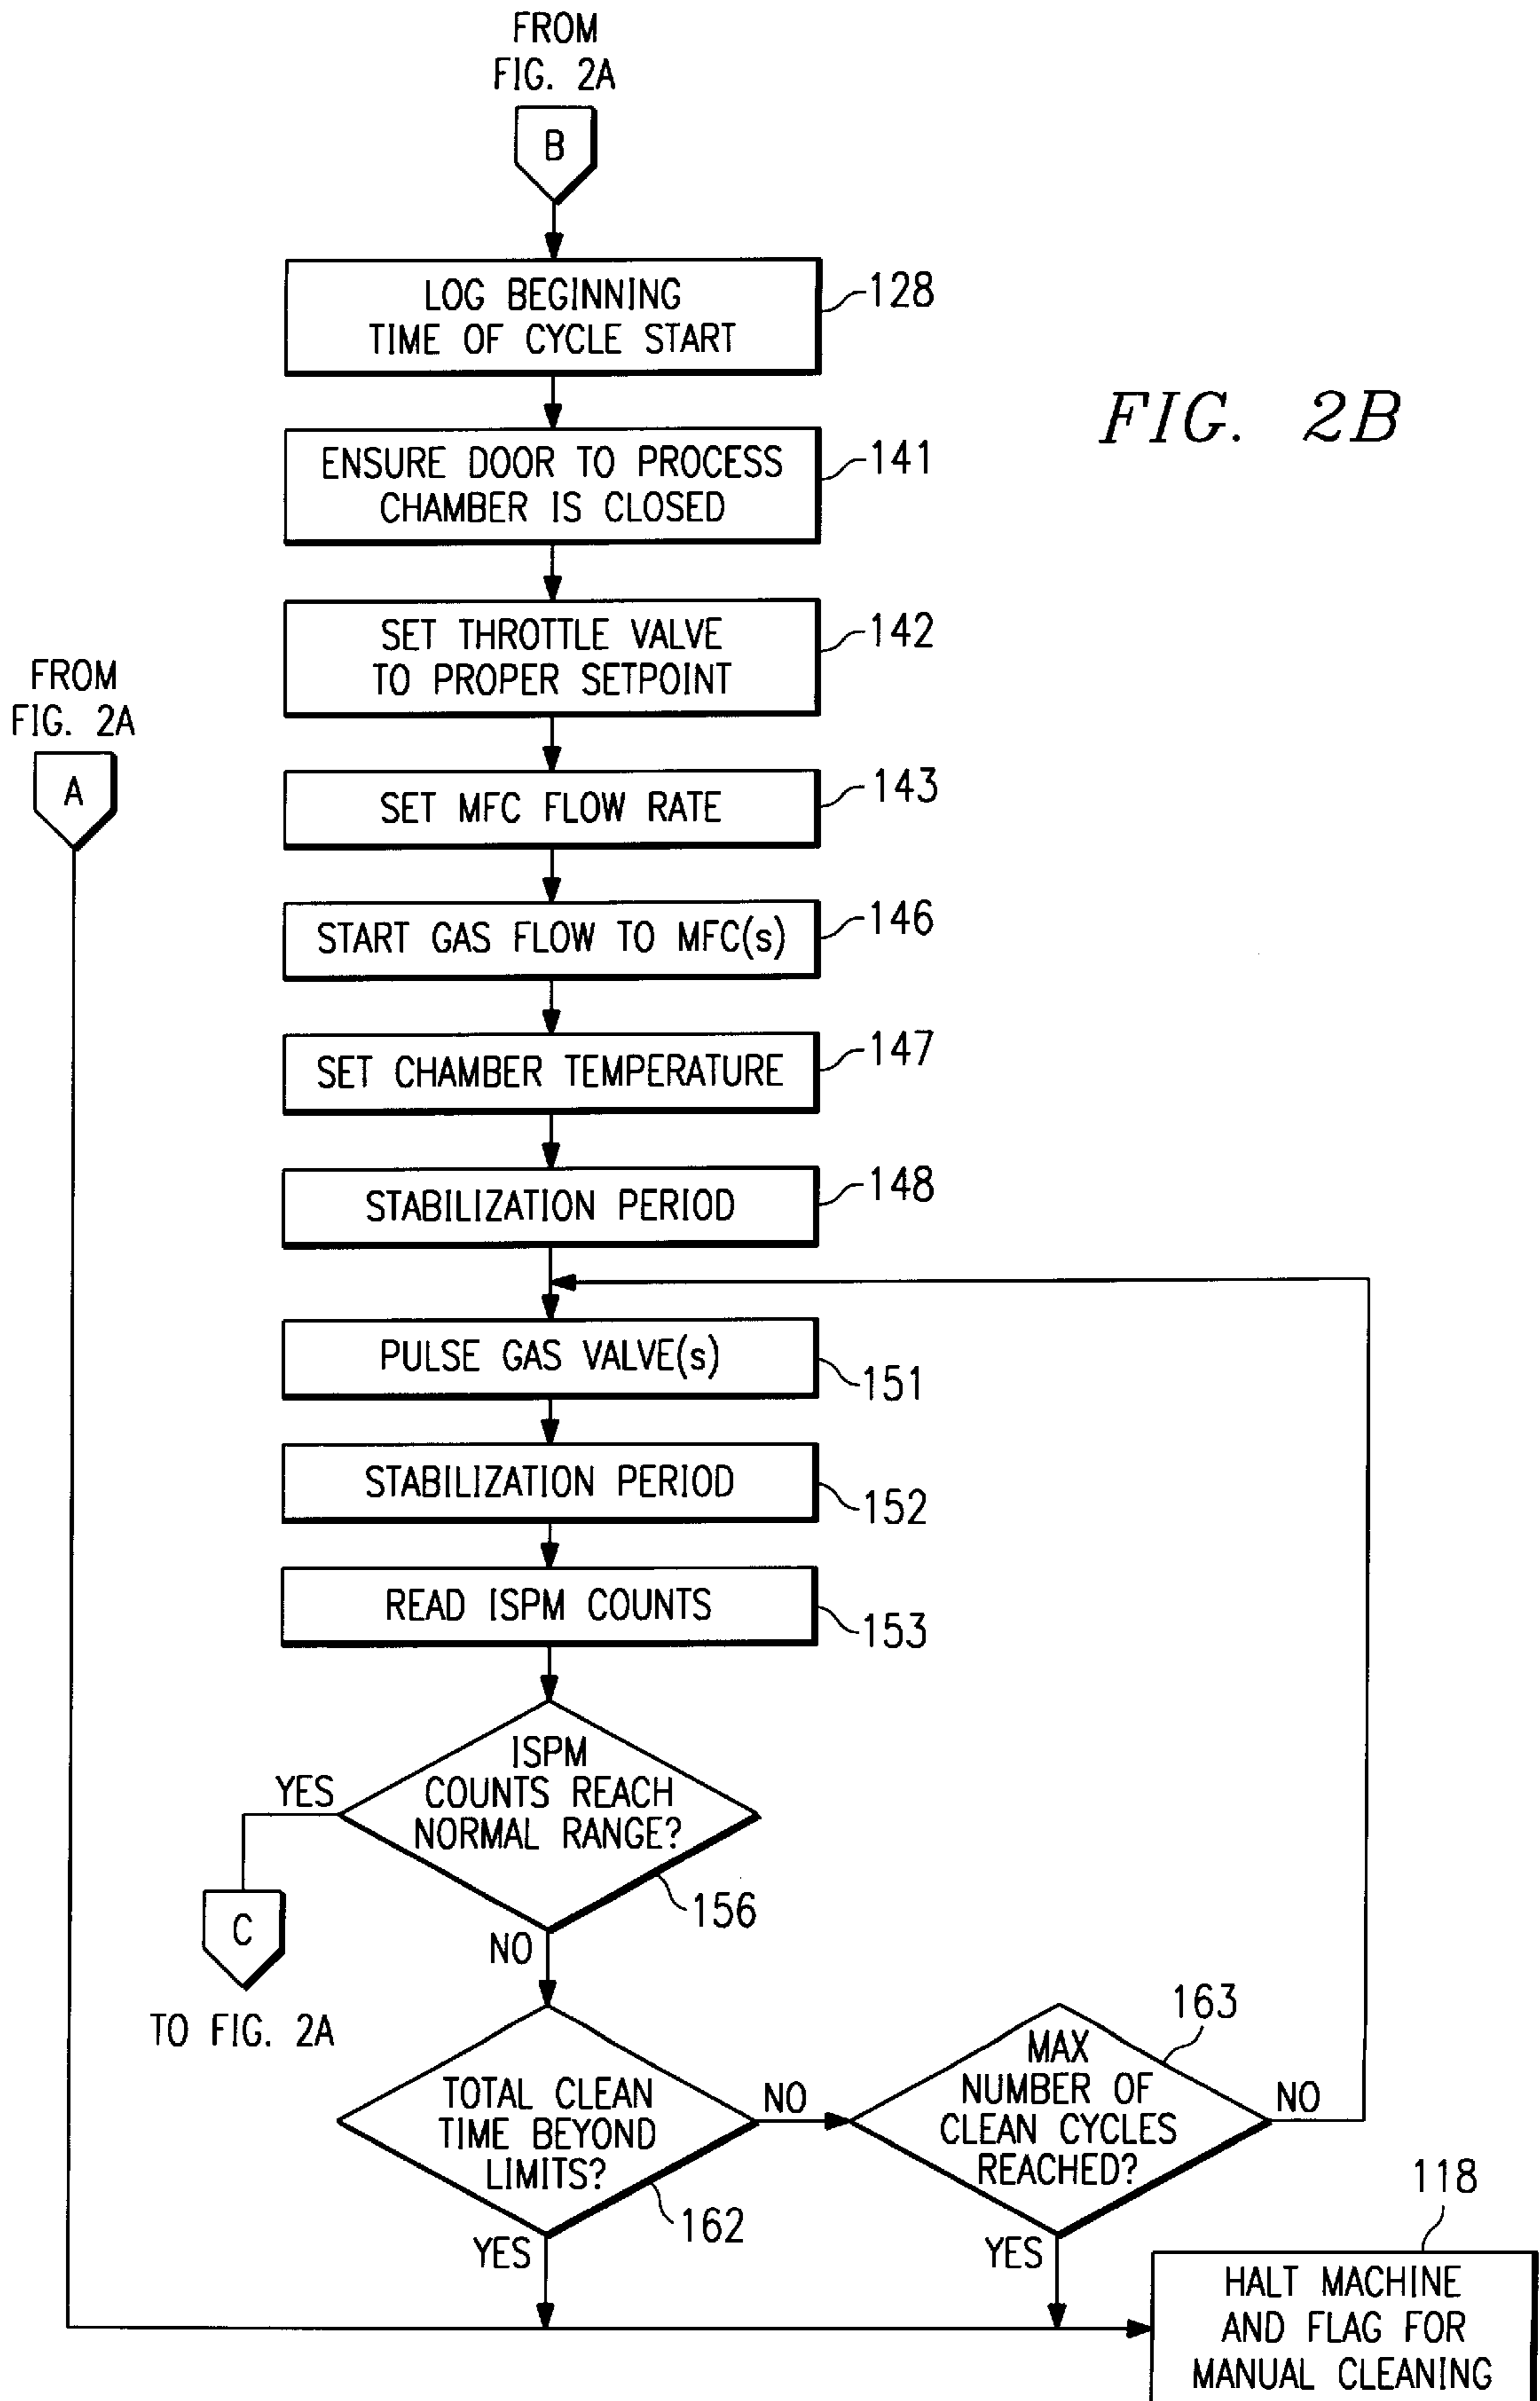 FROM
FIG. 2A
B
LOG BEGINNING
TIME OF CYCLE START
128
FIG. 2B
ENSURE DOOR TO PROCESS
CHAMBER IS CLOSED
141
SET THROTTLE VALVE
TO PROPER SETPOINT
142
FROM
FIG. 2A
A
SET MFC FLOW RATE
143
START GAS FLOW TO MFC(s)
146
SET CHAMBER TEMPERATURE
147
STABILIZATION PERIOD
148
PULSE GAS VALVE(s)
151
STABILIZATION PERIOD
152
READ ISPM COUNTS
153
ISPM
COUNTS REACH
NORMAL RANGE?
156
YES
C
TO FIG. 2A
NO
TOTAL CLEAN
TIME BEYOND
LIMITS?
162
NO
YES
MAX
NUMBER OF
CLEAN CYCLES
REACHED?
163
NO
YES
118
HALT MACHINE
AND FLAG FOR
MANUAL CLEANING